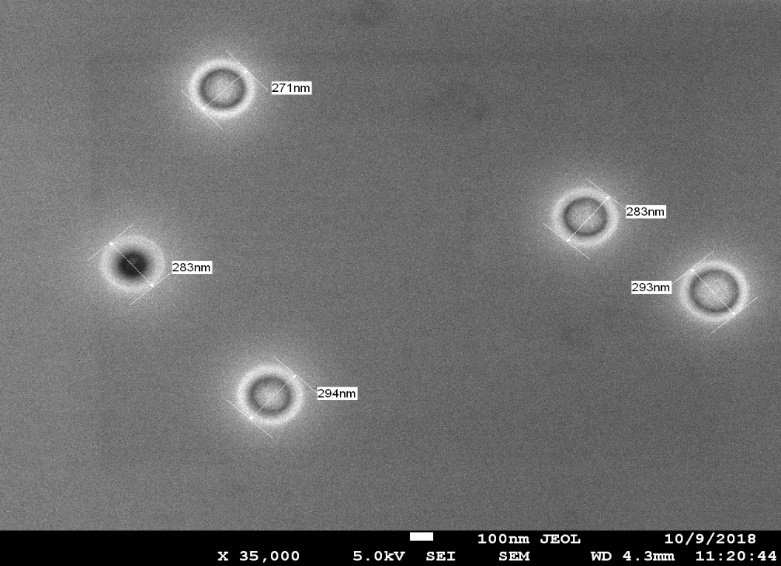 271nm
283nm
283nm
293nm
294nm
100nm JEOL 10/9/2018
X 35,000 5.0kV SEI SEM WD 4.3mm 11:20:44